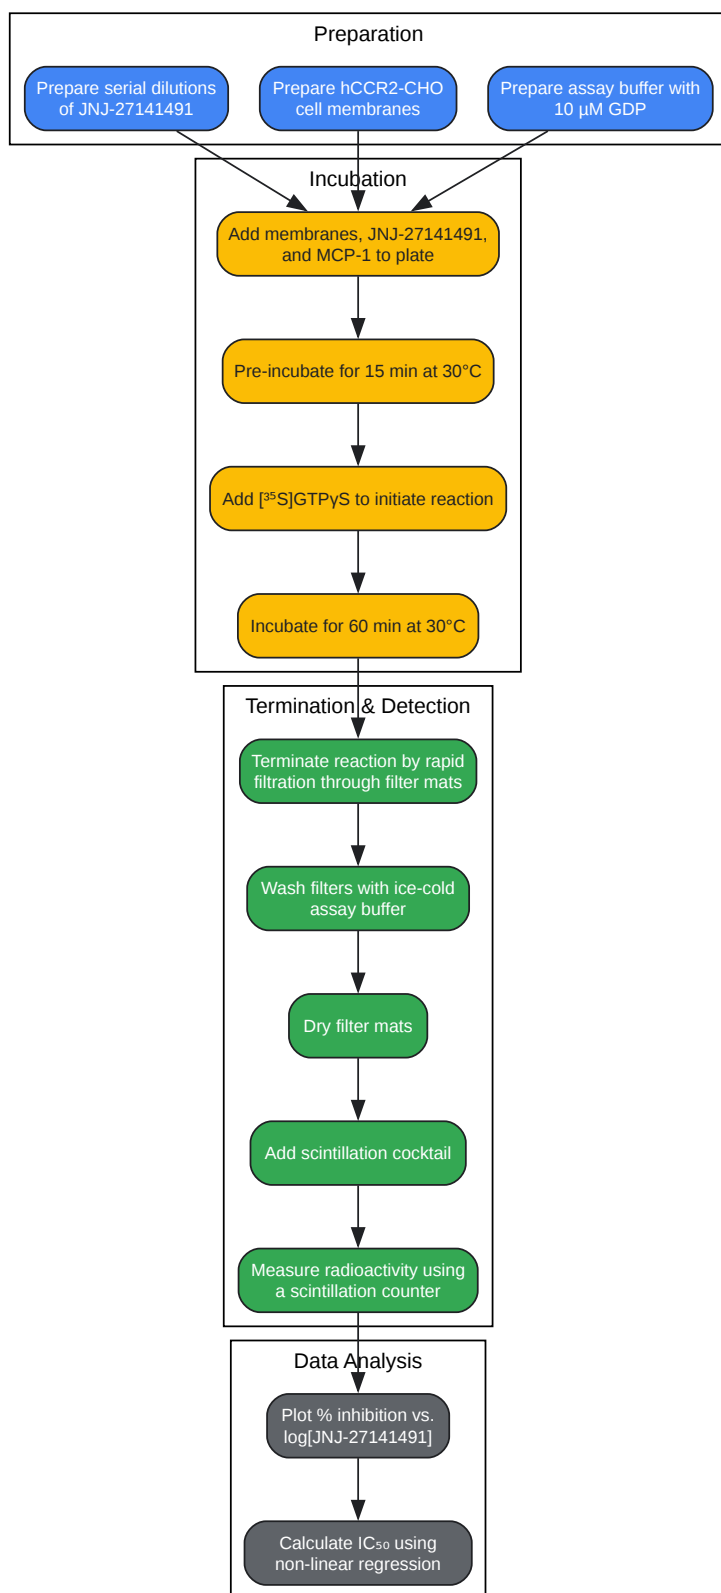 Preparation
Prepare serial dilutions
of JNJ-27141491
Prepare hCCR2-CHO
cell membranes
Prepare assay buffer with
10 µM GDP
Incubation
Add membranes, JNJ-27141491,
and MCP-1 to plate
Pre-incubate for 15 min at 30°C
Add [³⁵S]GTPγS to initiate reaction
Incubate for 60 min at 30°C
Termination & Detection
Terminate reaction by rapid
filtration through filter mats
Wash filters with ice-cold
assay buffer
Dry filter mats
Add scintillation cocktail
Measure radioactivity using
a scintillation counter
Data Analysis
Plot % inhibition vs.
log[JNJ-27141491]
Calculate IC₅₀ using
non-linear regression